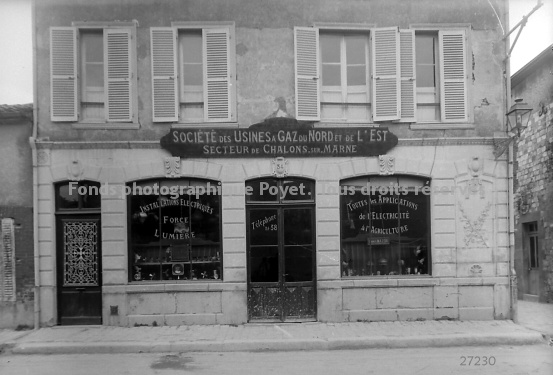 SOCIÉTÉ DES USINES A GAZ DU NORD ET DE L'EST
SECTEUR DE CHALONS SUR MARNE
Fonds photographique Poyet. Tous droits
INSTALLATIONS ÉLECTRIQUES
FORCE
LUMIÈRE
Téléphone
58
Toutes les Applications
de l'Électricité
à l'Agriculture
27230